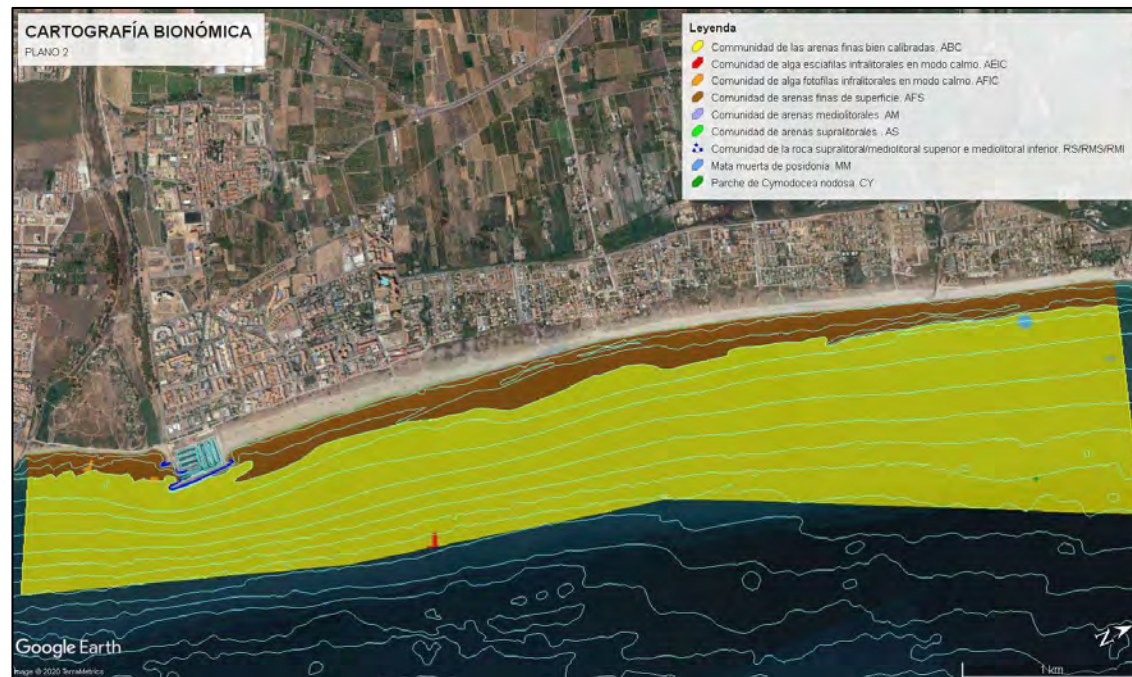 CARTOGRAFÍA BIONÓMICA
PLANO 2
Leyenda
Communidad de las arenas finas bien calibradas. ABC
Comunidad de alga esciafilas infralitorales en modo calmo. AEIC
Comunidad de alga fotofilas infralitorales en modo calmo. AFIC
Comunidad de arenas finas de superficie. AFS
Comunidad de arenas mediolitorales. AM
Comunidad de arenas supralitorales . AS
Comunidad de la roca supralitoral/mediolitoral superior e mediolitoral inferior. RS/RMS/RMI
Mata muerta de posidonia. MM
Parche de Cymodocea nodosa. CY
Google Earth
Image © 2020 TerraMetrics
N
1 km